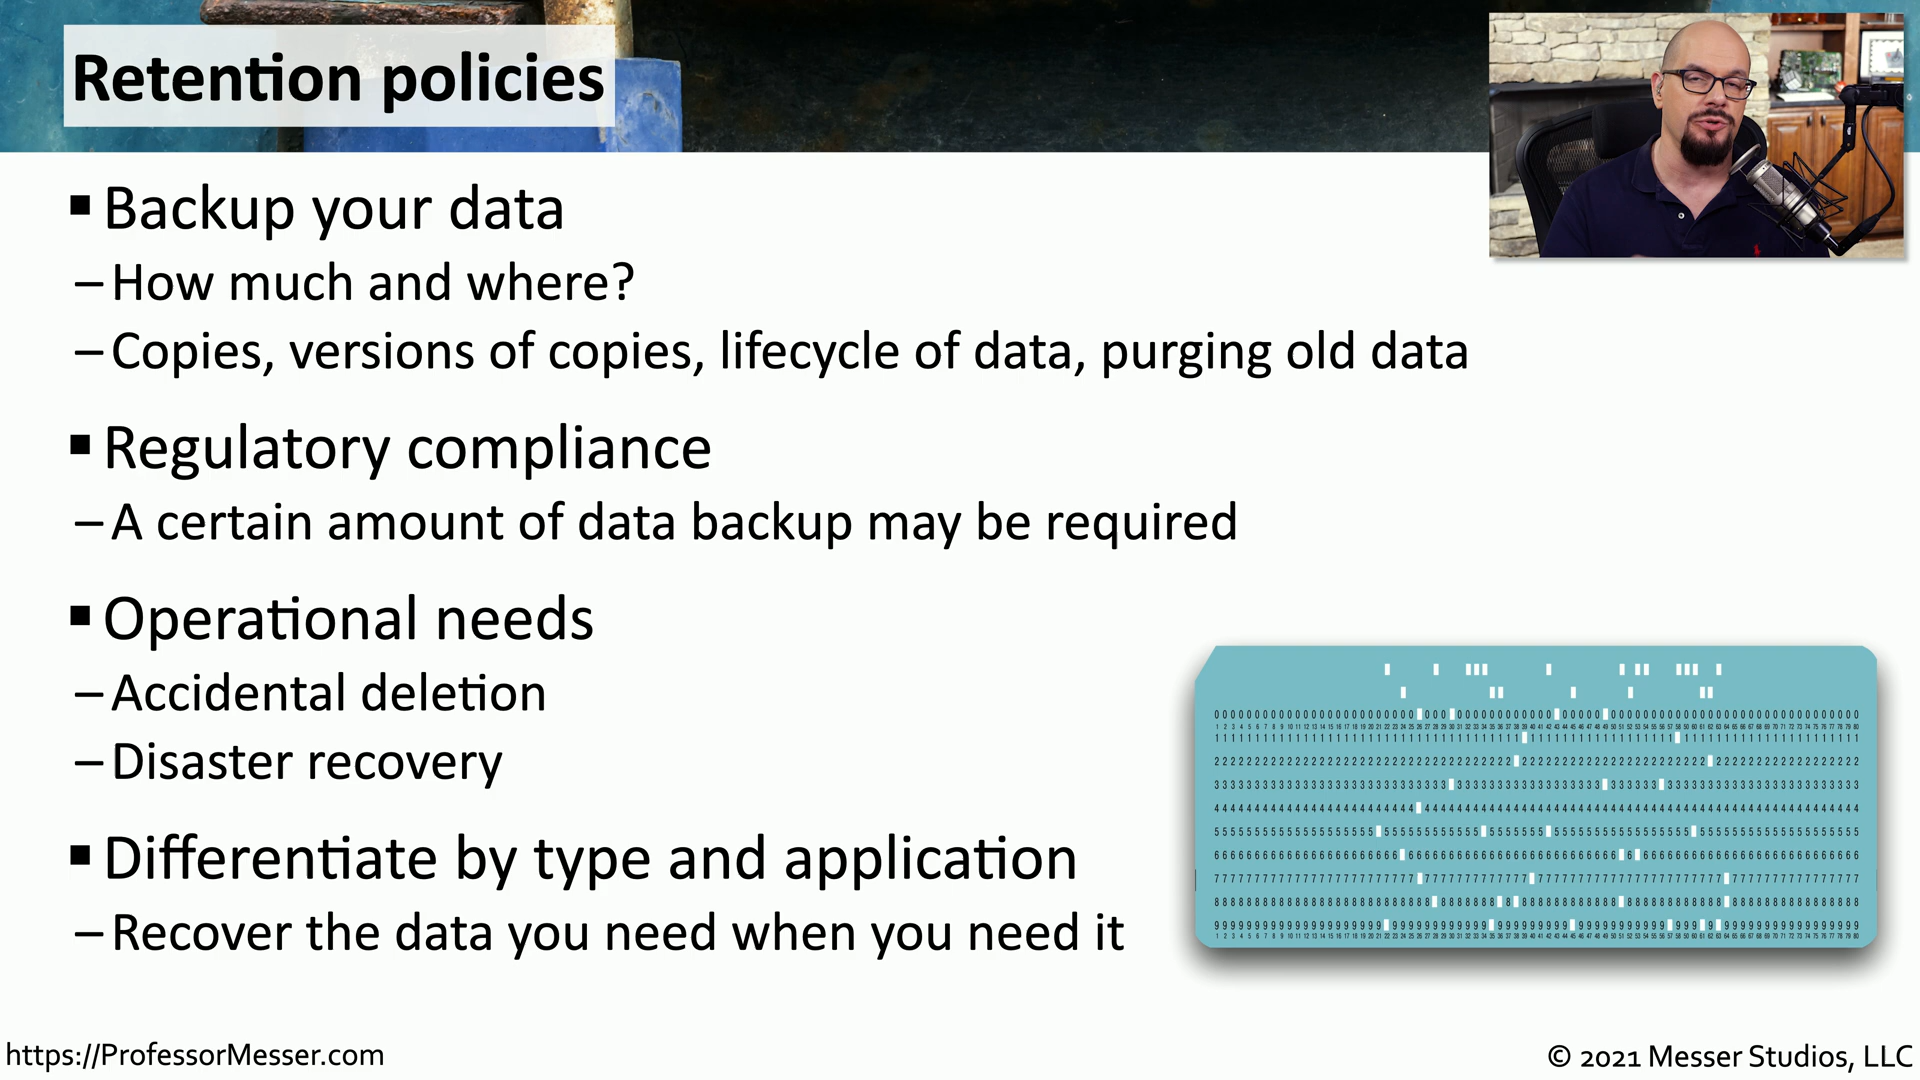 Retention policies
▪ Backup your data
– How much and where?
– Copies, versions of copies, lifecycle of data, purging old data
▪ Regulatory compliance
– A certain amount of data backup may be required
▪ Operational needs
– Accidental deletion
– Disaster recovery
▪ Differentiate by type and application
– Recover the data you need when you need it
https://ProfessorMesser.com
© 2021 Messer Studios, LLC